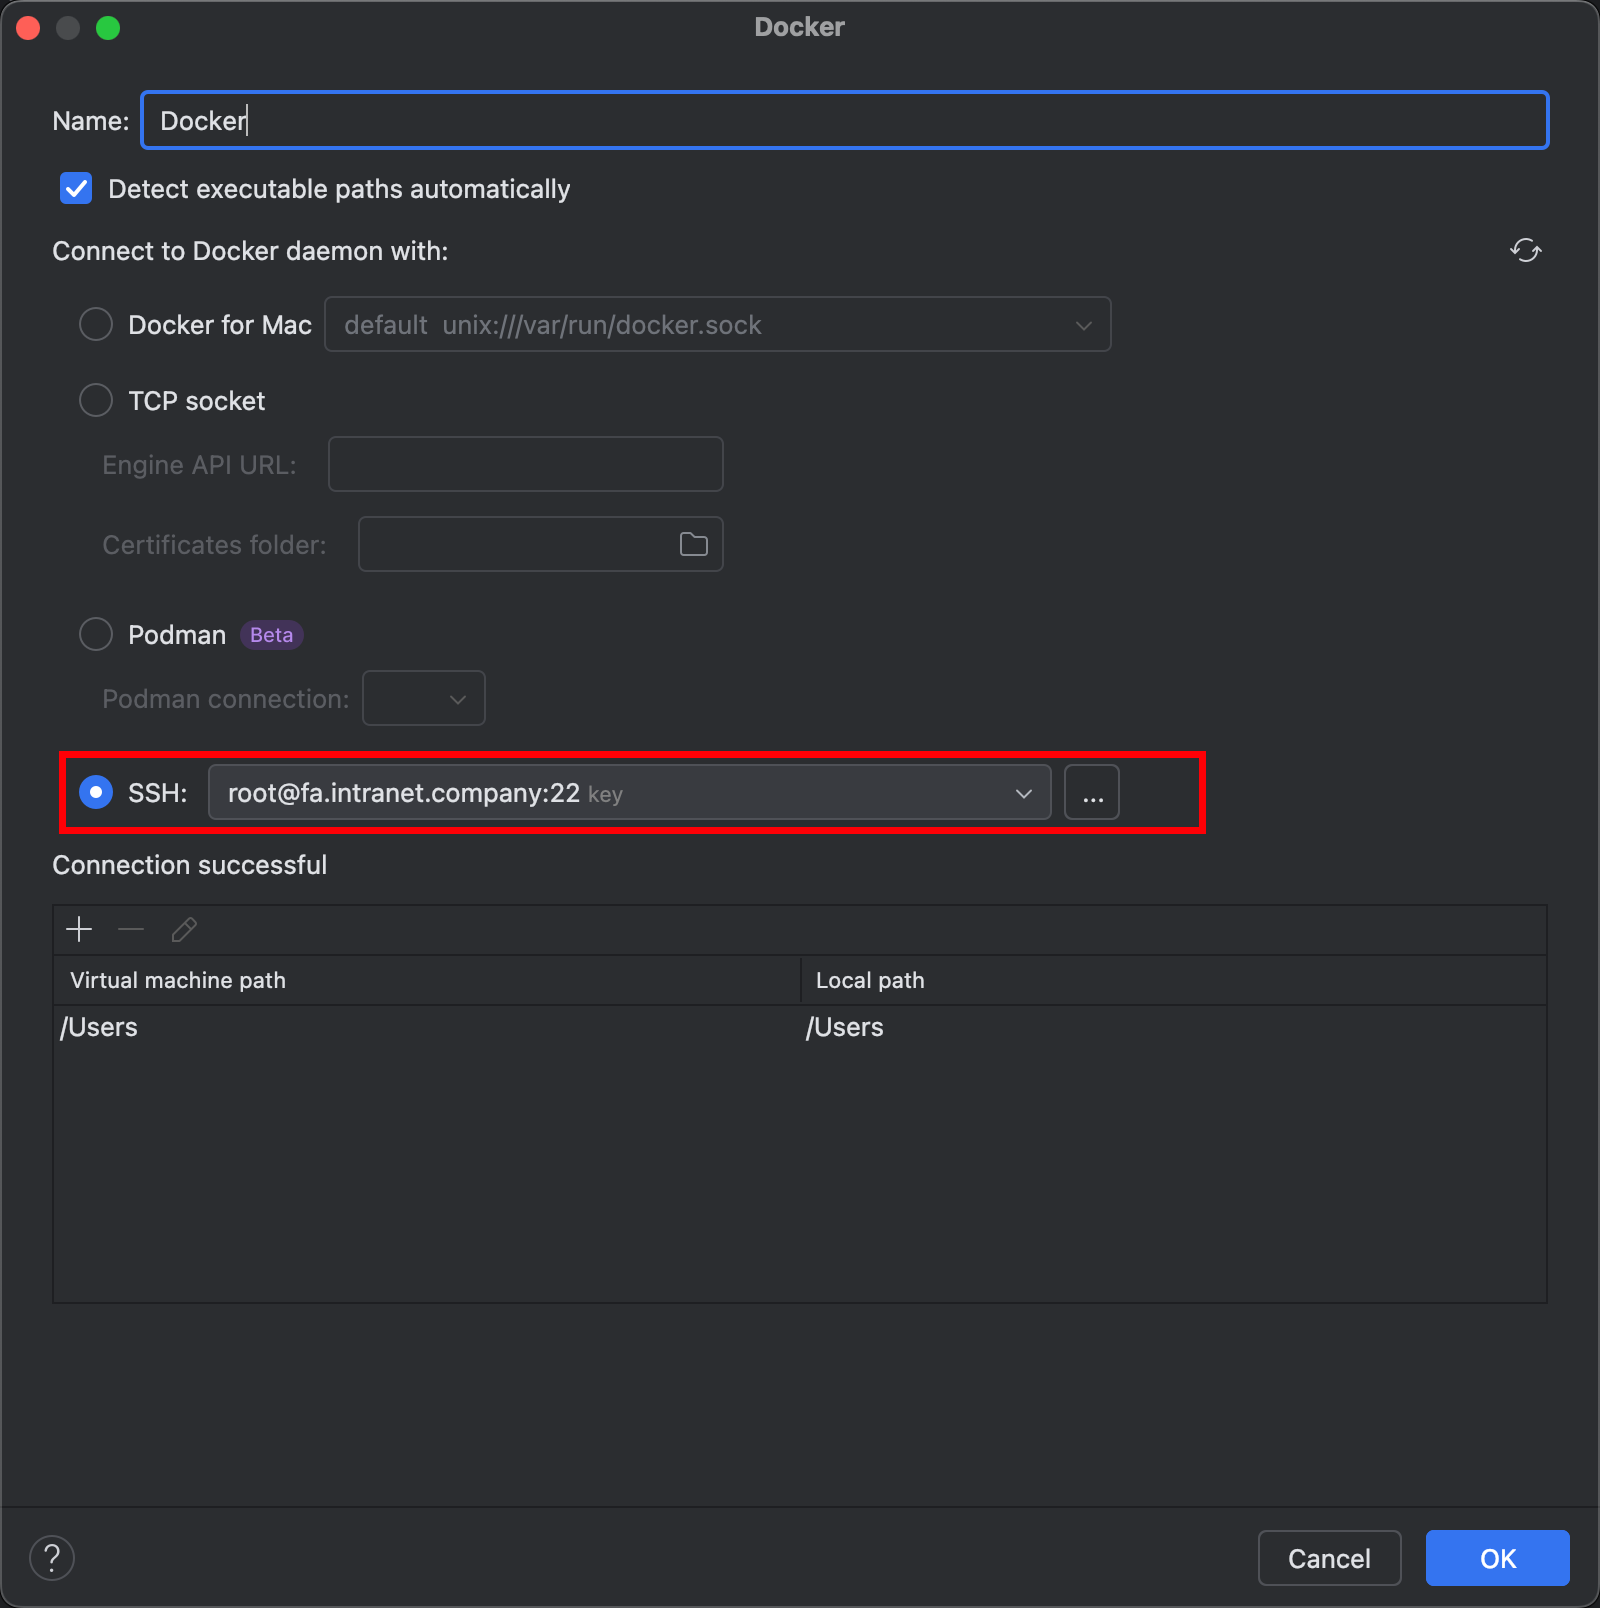 Docker
Name: Docker
Detect executable paths automatically
Connect to Docker daemon with:
Docker for Mac default unix:///var/run/docker.sock
TCP socket
Engine API URL:
Certificates folder:
Podman Beta
Podman connection:
SSH: root@fa.intranet.company:22 key ...
Connection successful
Virtual machine path Local path
/Users /Users
? Cancel OK